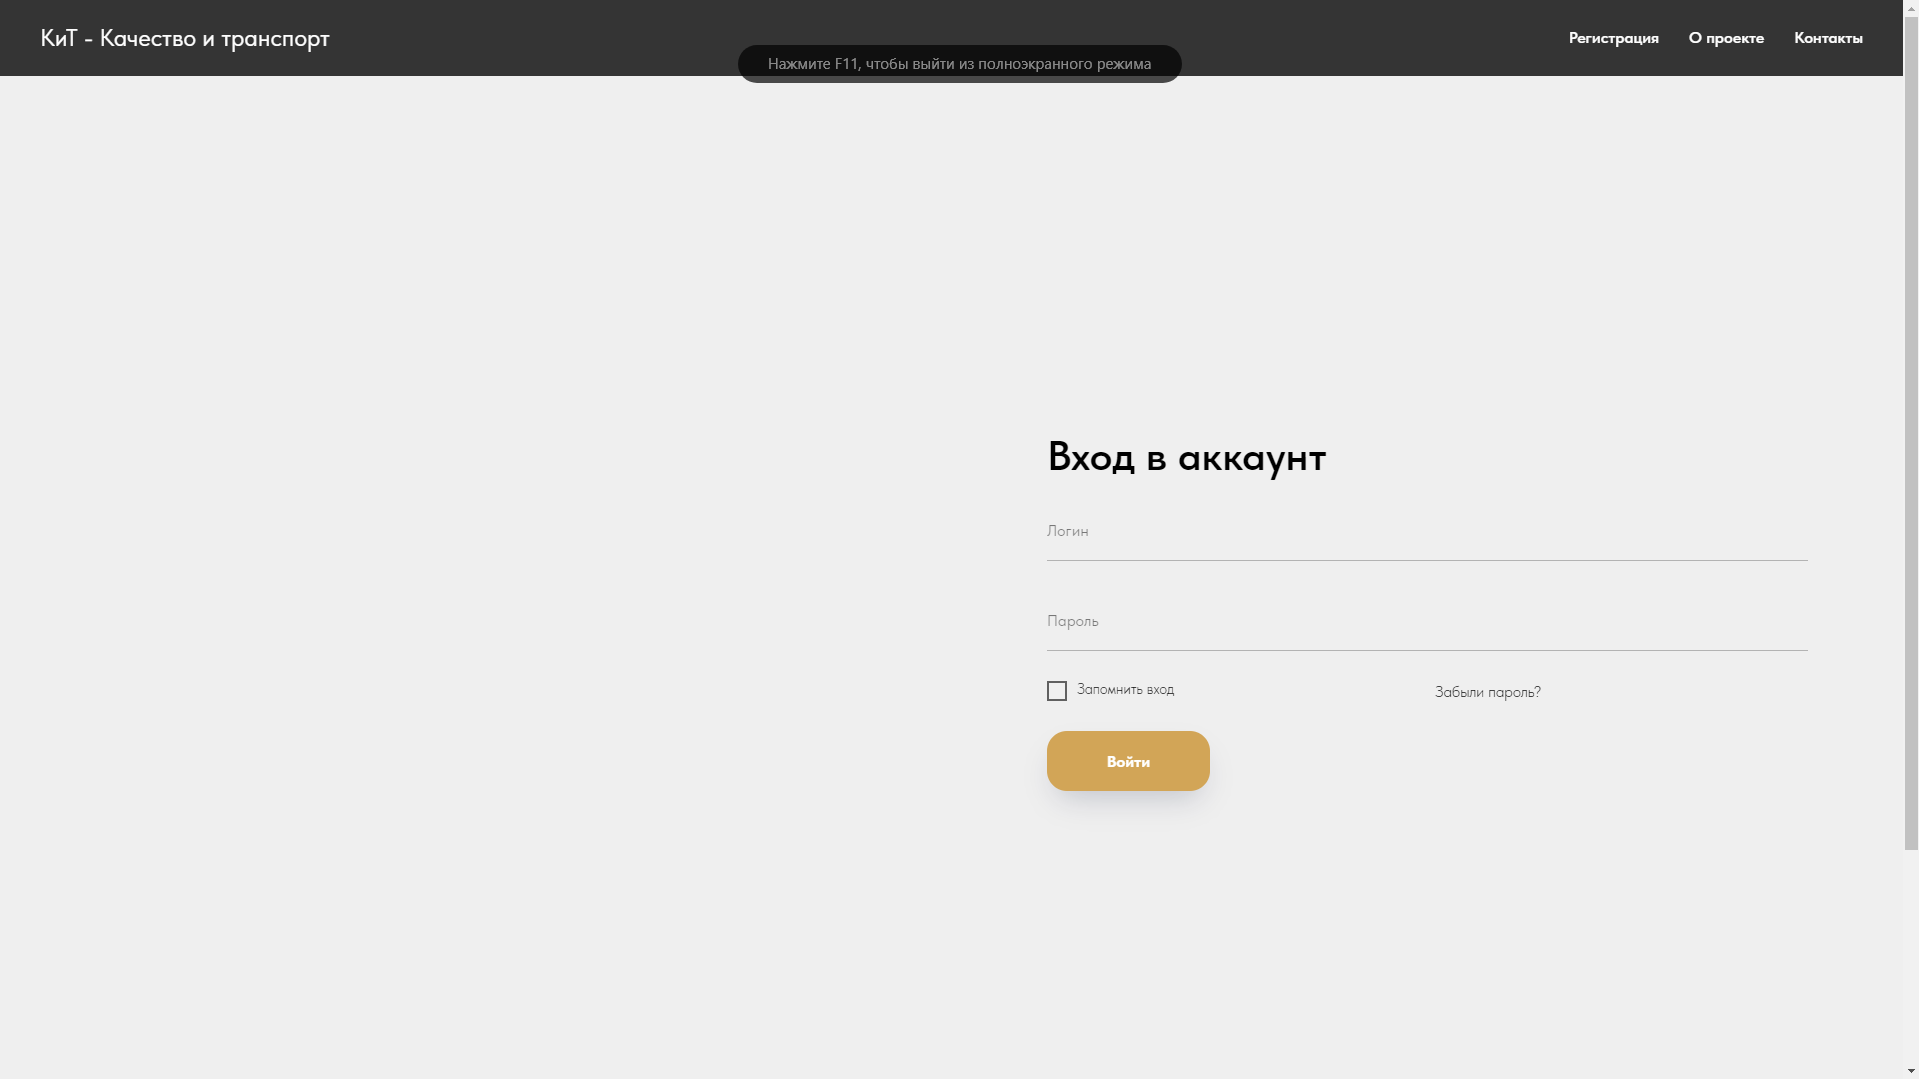 КиТ - Качество и транспорт
Регистрация
О проекте
Контакты
Нажмите F11, чтобы выйти из полноэкранного режима
Вход в аккаунт
Логин
Пароль
Запомнить вход
Забыли пароль?
Войти